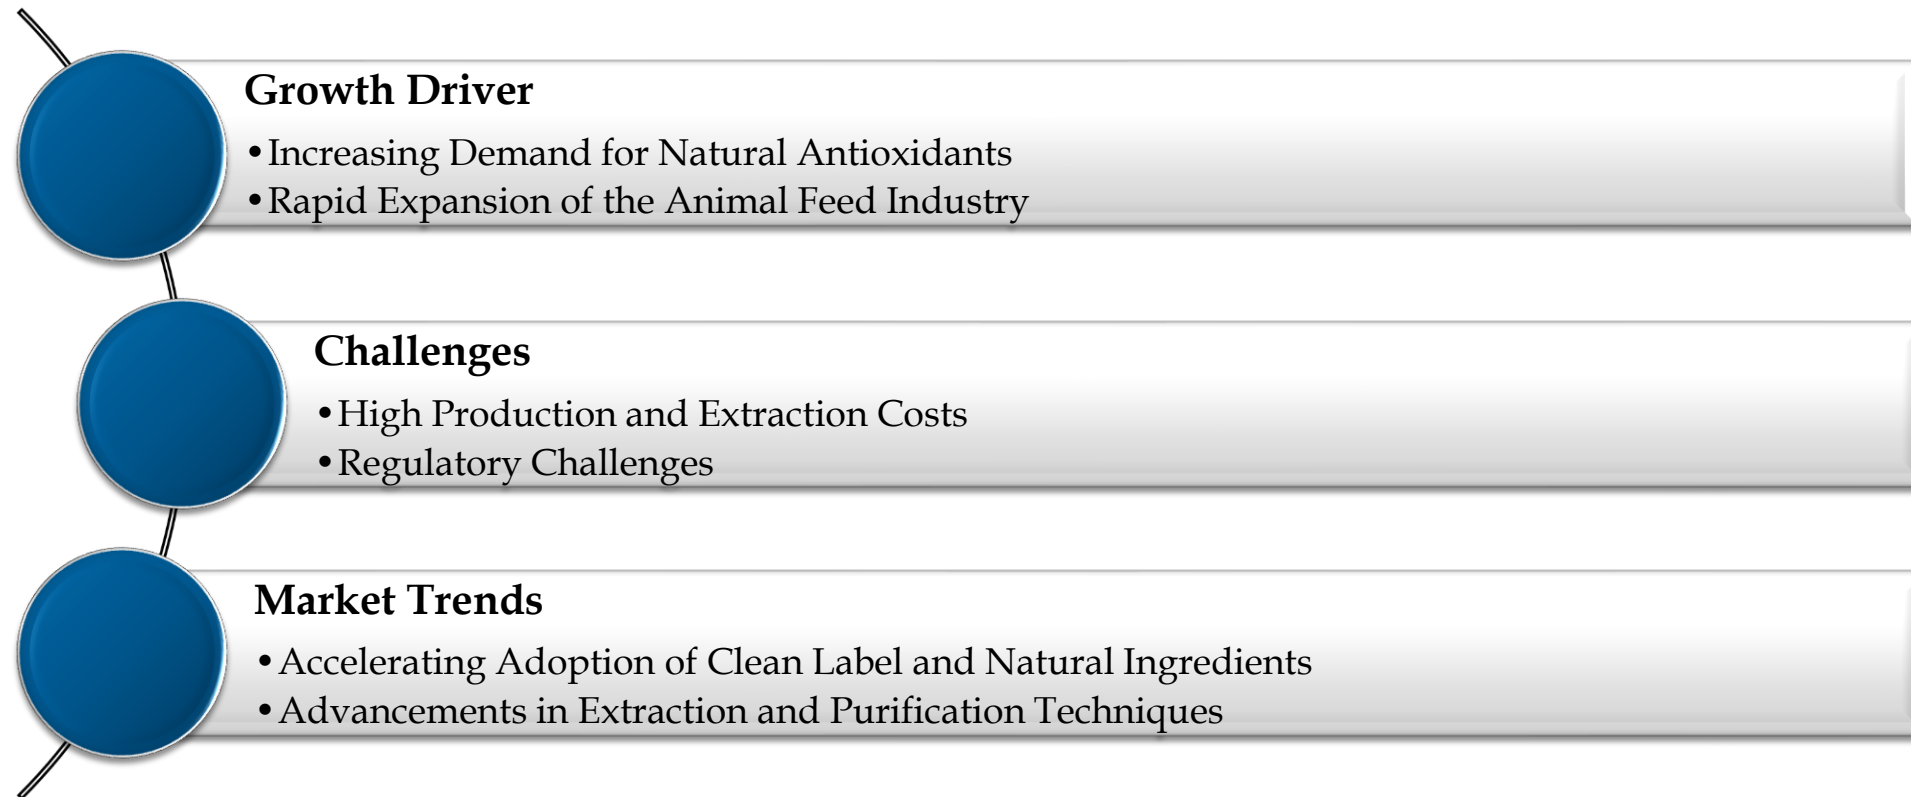 Growth Driver
•Increasing Demand for Natural Antioxidants
•Rapid Expansion of the Animal Feed Industry
Challenges
•High Production and Extraction Costs
•Regulatory Challenges
Market Trends
•Accelerating Adoption of Clean Label and Natural Ingredients
•Advancements in Extraction and Purification Techniques